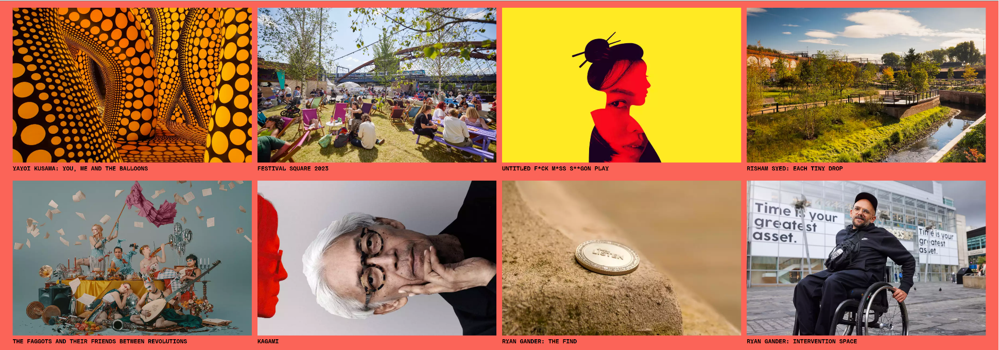 YAYOI KUSAMA: YOU, ME AND THE BALLOONS
FESTIVAL SQUARE 2023
UNTITLED F*CK M*SS S**GON PLAY
RISHAM SYED: EACH TINY DROP
Time is your
greatest
asset.
Time is your
greatest
asset.
LISTEN
THE FAGGOTS AND THEIR FRIENDS BETWEEN REVOLUTIONS
KAGAMI
RYAN GANDER: THE FIND
RYAN GANDER: INTERVENTION SPACE